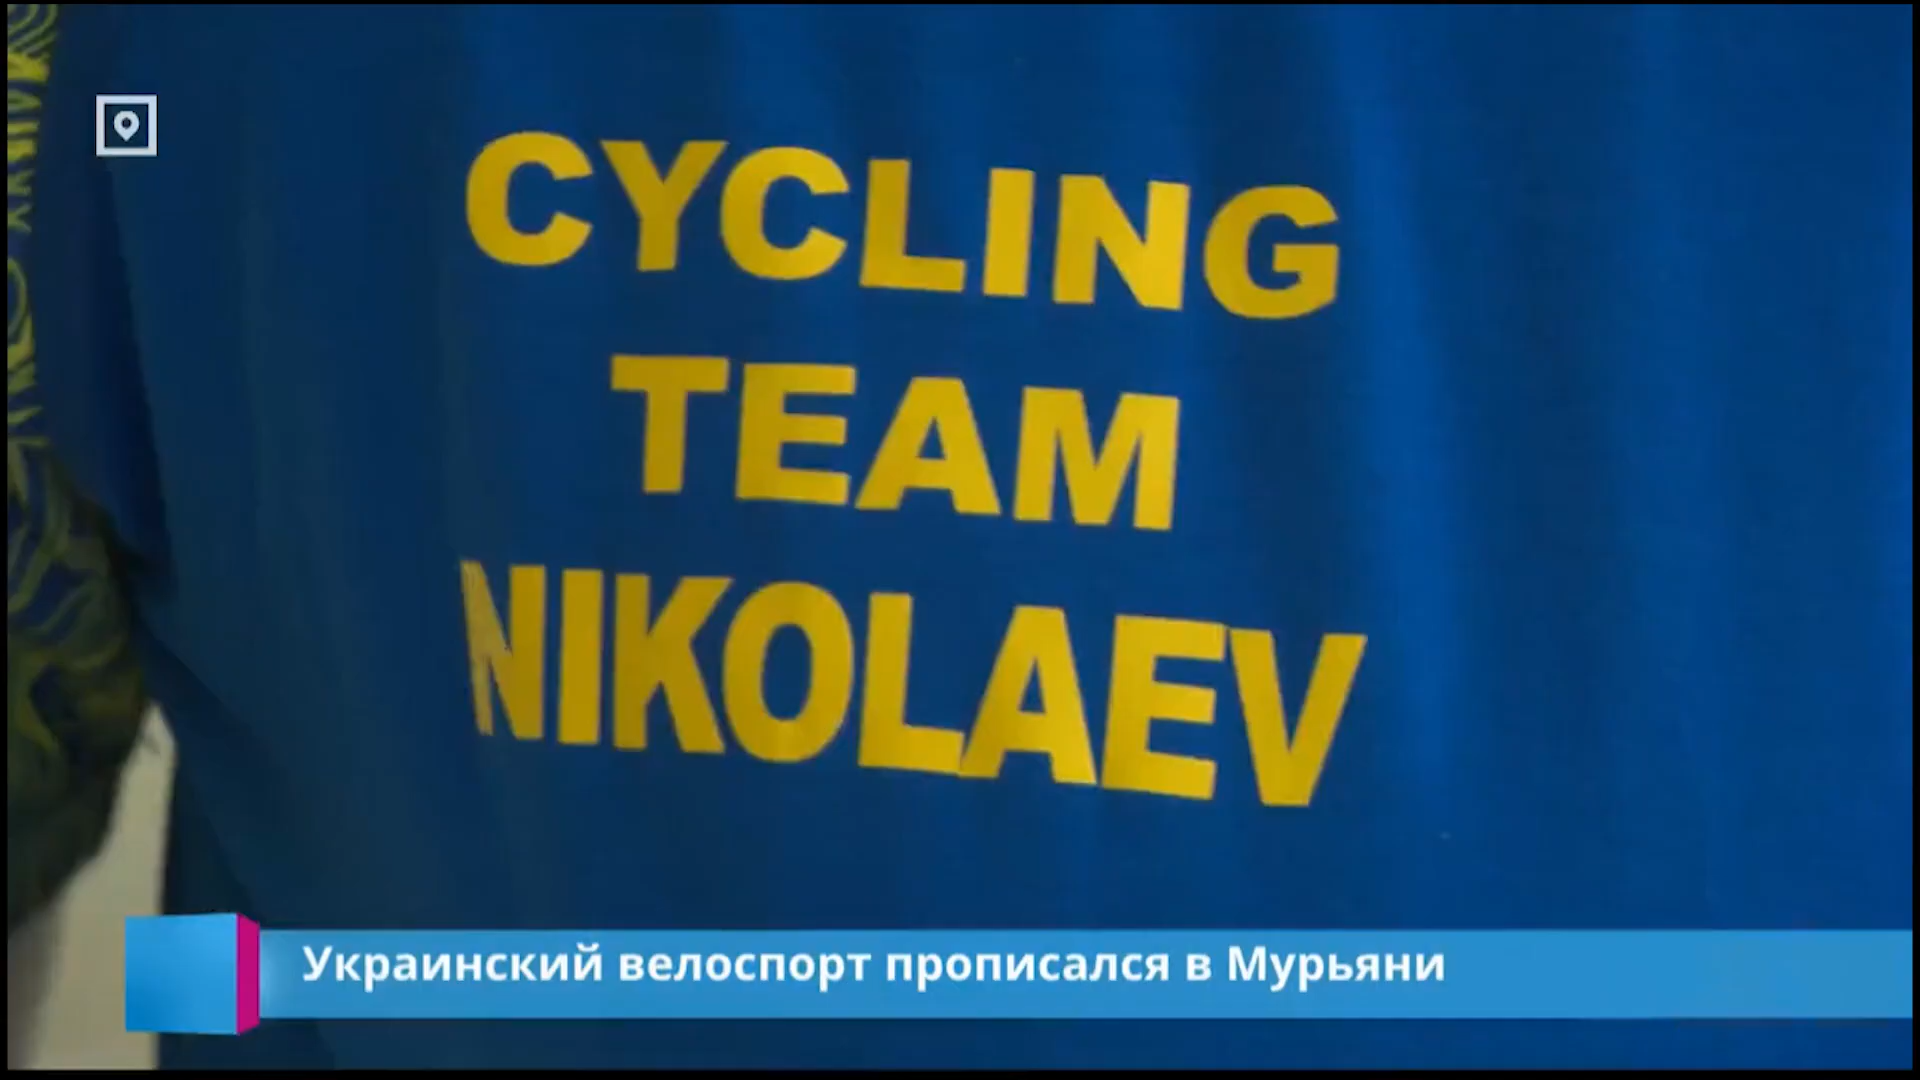 CYCLING
TEAM
NIKOLAEV
Украинский велоспорт прописался в Мурьяни